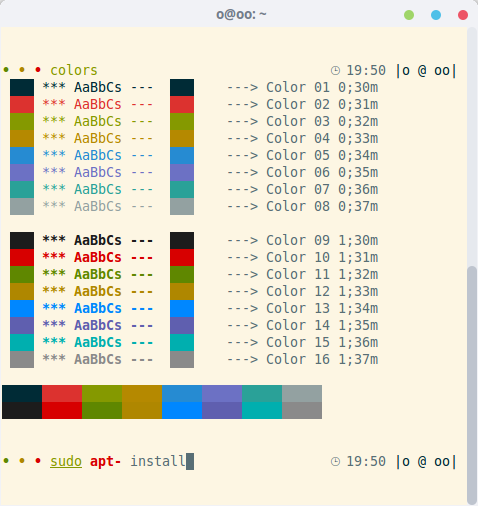 o@oo: ~
• • • colors 19:50 |o @ oo|
*** AaBbCs --- ---> Color 01 0;30m
*** AaBbCs --- ---> Color 02 0;31m
*** AaBbCs --- ---> Color 03 0;32m
*** AaBbCs --- ---> Color 04 0;33m
*** AaBbCs --- ---> Color 05 0;34m
*** AaBbCs --- ---> Color 06 0;35m
*** AaBbCs --- ---> Color 07 0;36m
*** AaBbCs --- ---> Color 08 0;37m
*** AaBbCs --- ---> Color 09 1;30m
*** AaBbCs --- ---> Color 10 1;31m
*** AaBbCs --- ---> Color 11 1;32m
*** AaBbCs --- ---> Color 12 1;33m
*** AaBbCs --- ---> Color 13 1;34m
*** AaBbCs --- ---> Color 14 1;35m
*** AaBbCs --- ---> Color 15 1;36m
*** AaBbCs --- ---> Color 16 1;37m
• • • sudo apt- install 19:50 |o @ oo|